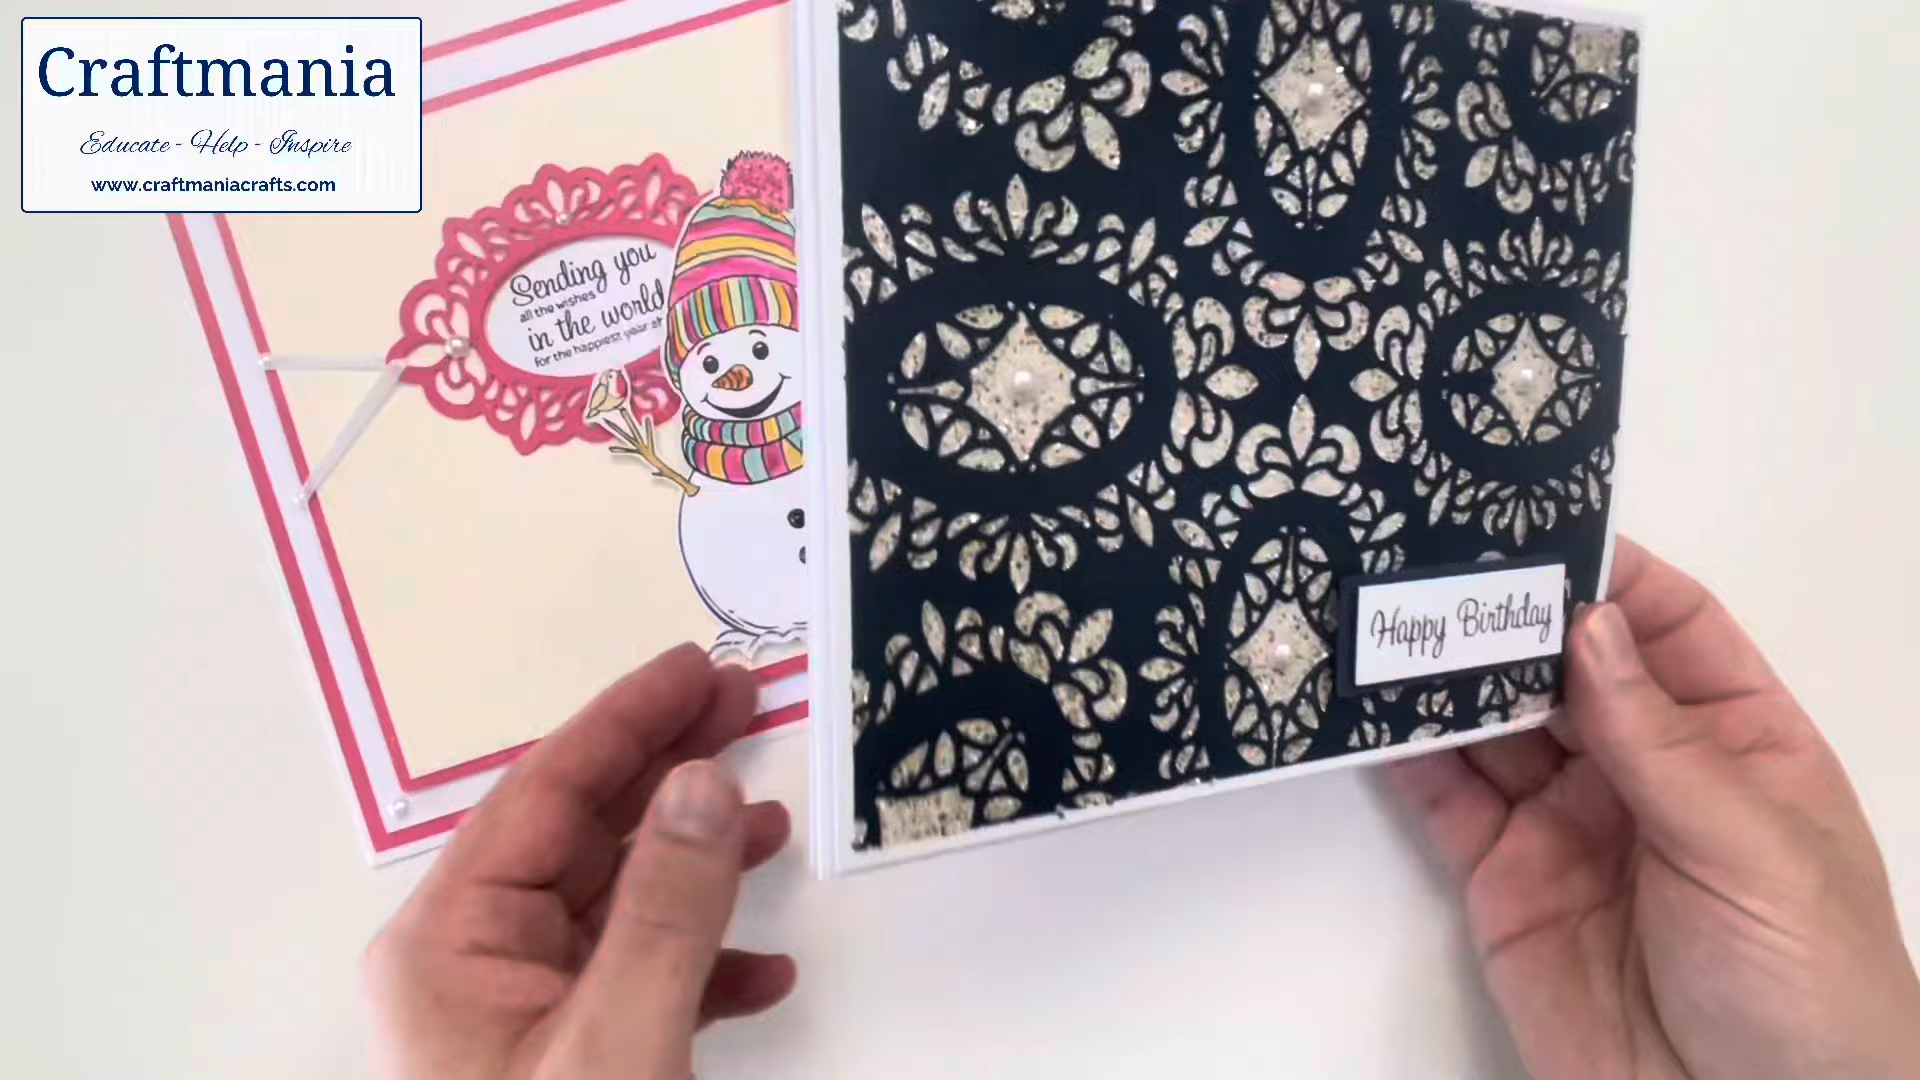 Craftmania
Educate - Help - Inspire
www.craftmaniacrafts.com
Sending you
all the wishes
in the world
for the happiest year
Happy Birthday